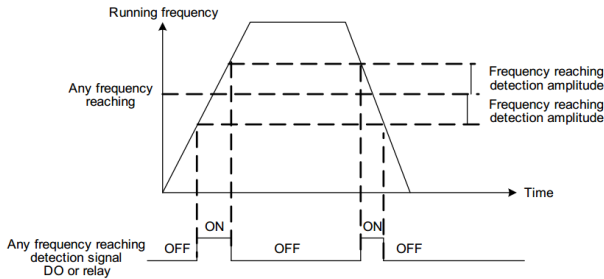 Running frequency
Frequency reaching
detection amplitude
Any frequency
reaching
Frequency reaching
detection amplitude
Time
ON
ON
Any frequency reaching
detection signal
DO or relay
OFF
OFF
OFF